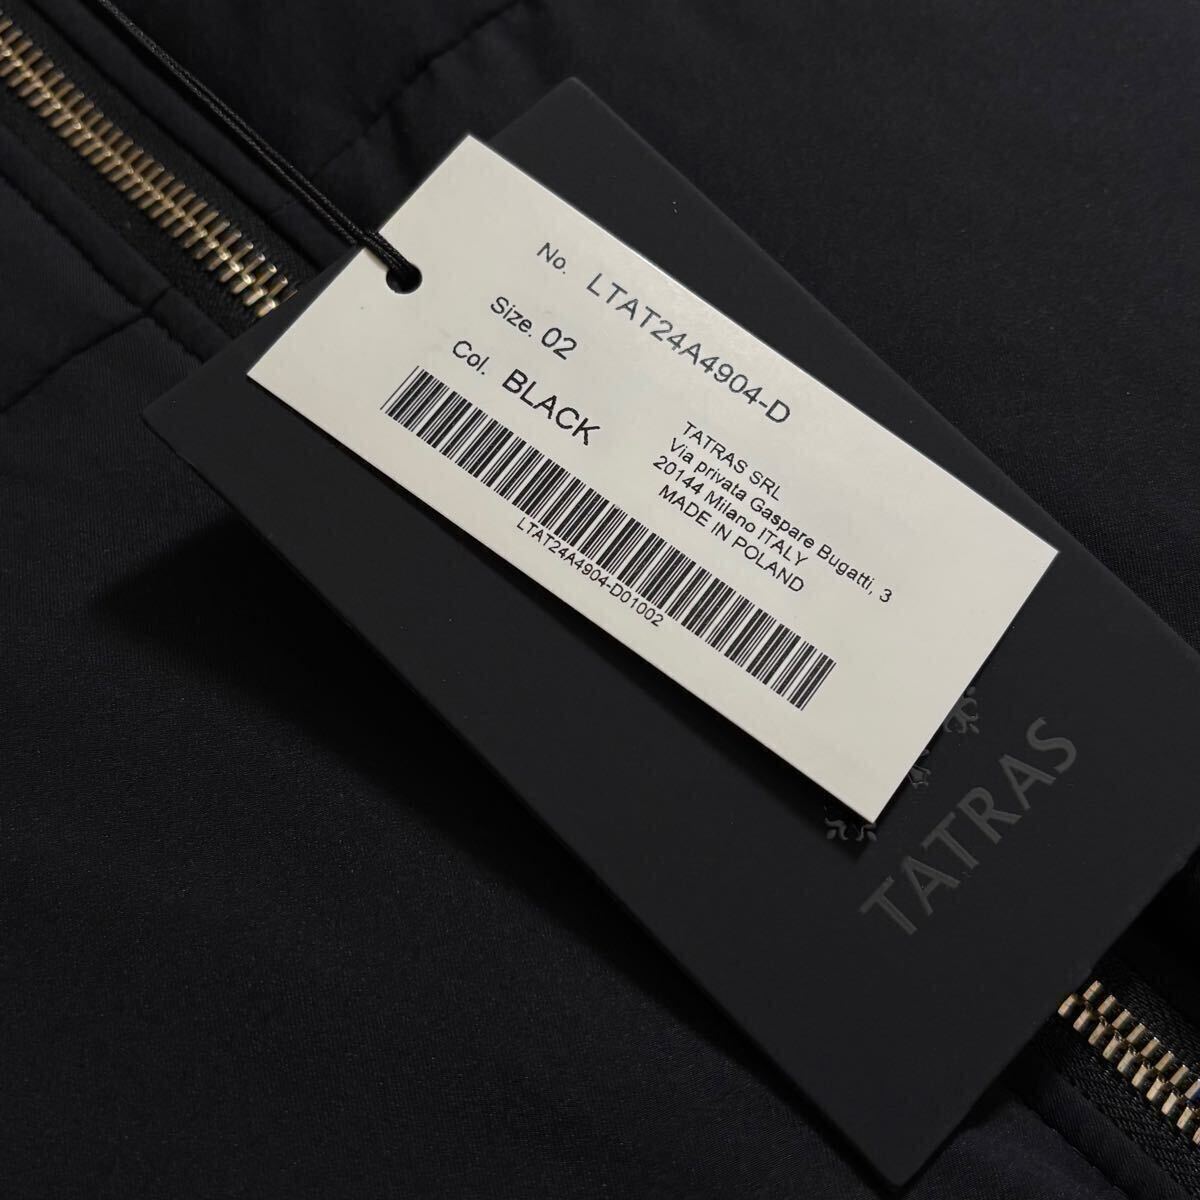 No. LTAT24A4904-D
Size. 02
Col. BLACK
TATRAS SRL
Via privata Gaspare Bugatti, 3
20144 Milano ITALY
MADE IN POLAND
LTAT24A4904-D01002
TATRAS